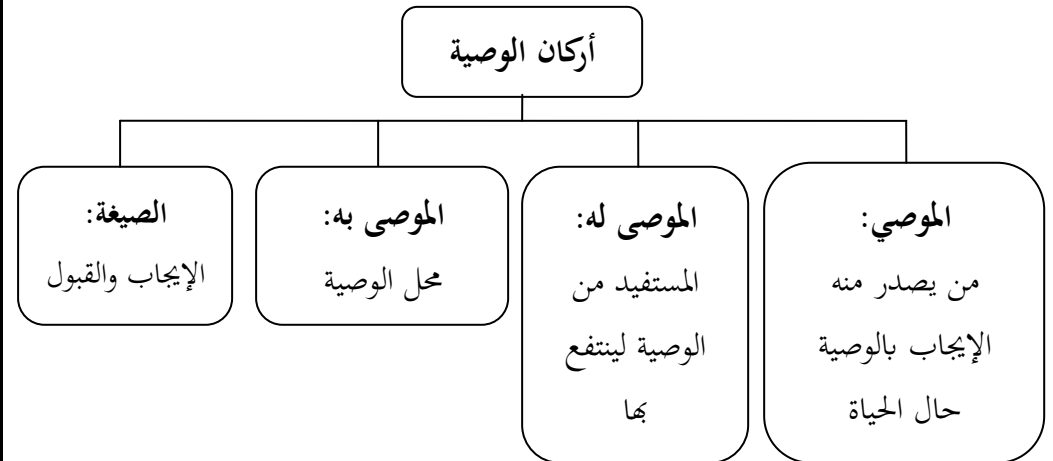 أركان الوصية
الموصي:
من يصدر منه
الإيجاب بالوصية
حال الحياة
الموصى له:
المستفيد من
الوصية لينتفع
بها
الموصى به:
محل الوصية
الصيغة:
الإيجاب والقبول